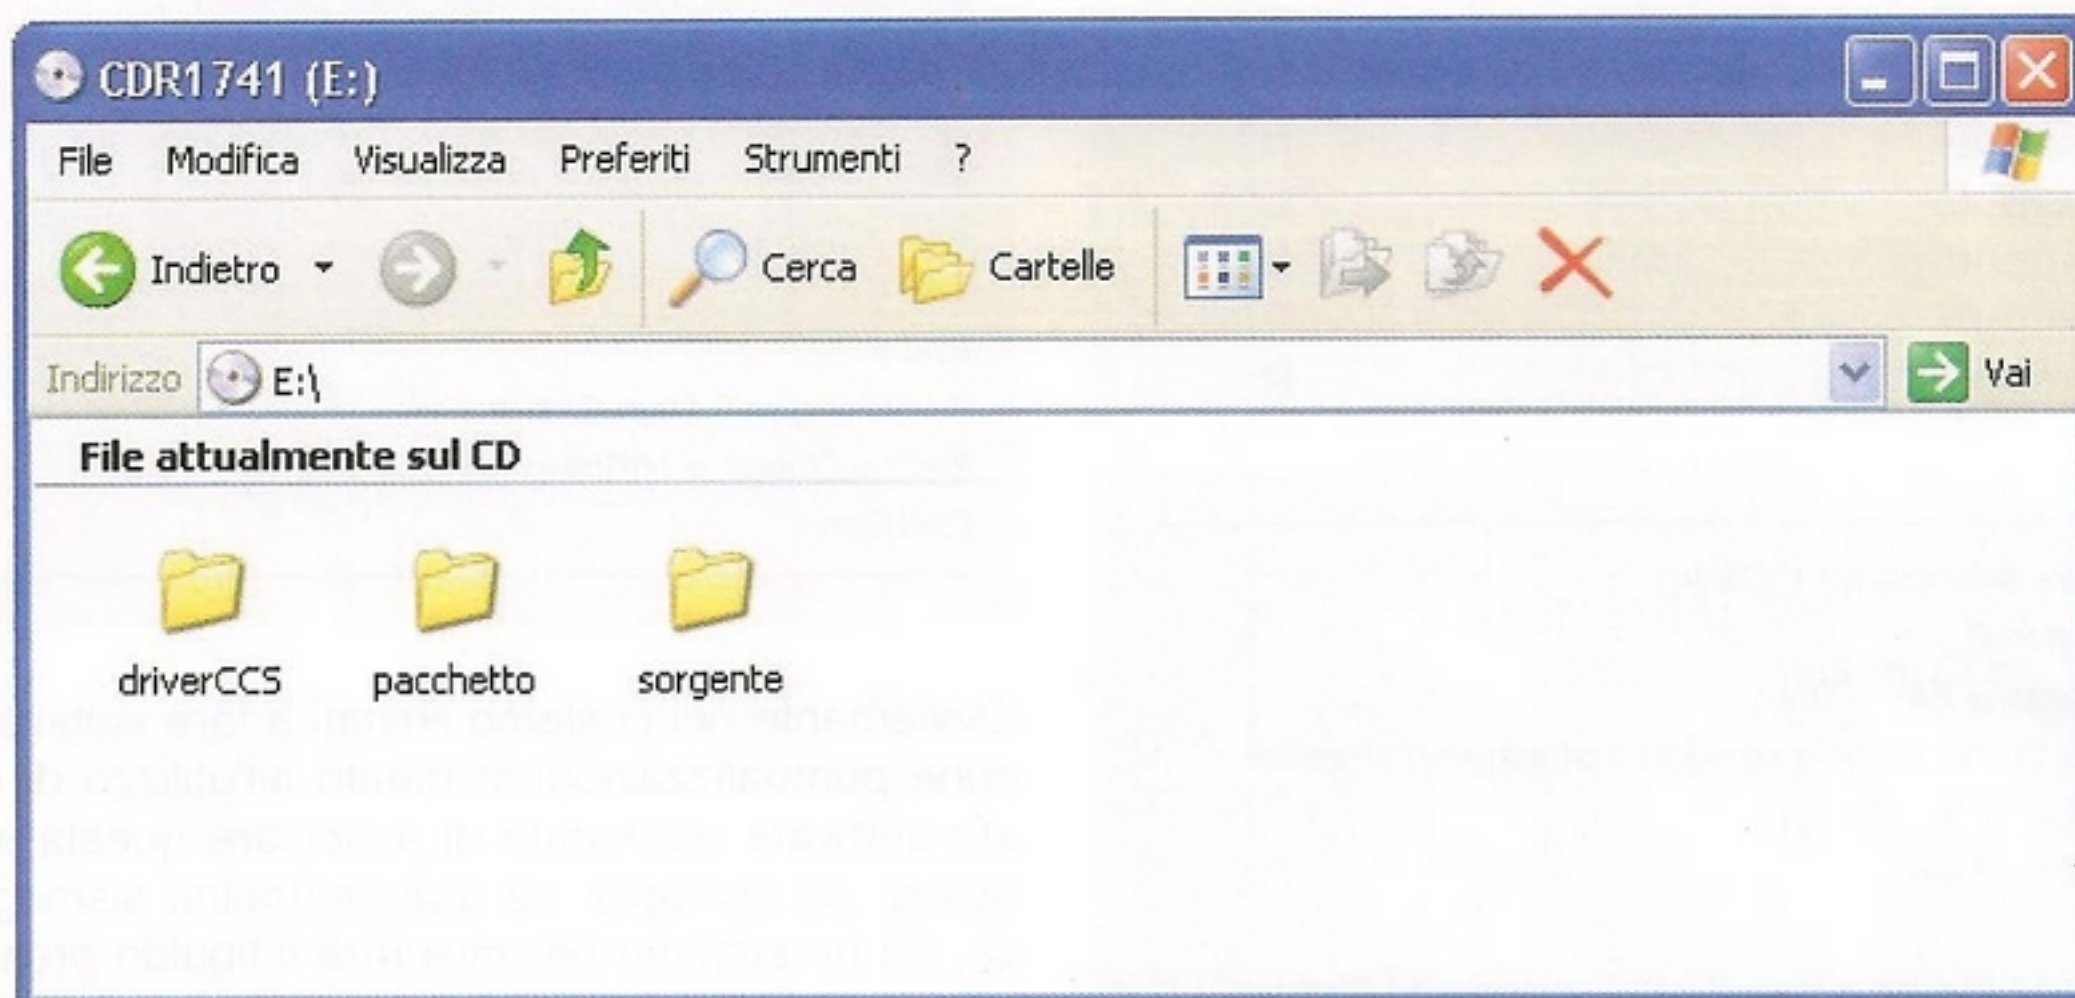 CDR1741 (E:)
File Modifica Visualizza Preferiti Strumenti ?
Indietro Cerca Cartelle
Indirizzo E:\ Vai
File attualmente sul CD
driverCCS pacchetto sorgente